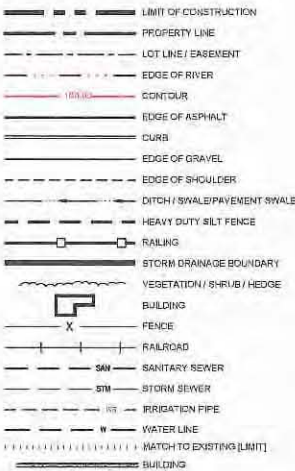 LIMIT OF CONSTRUCTION
PROPERTY LINE
LOT LINE / EASEMENT
EDGE OF RIVER
CONTOUR
EDGE OF ASPHALT
CURB
EDGE OF GRAVEL
EDGE OF SHOULDER
DITCH / SWALE/PAVEMENT SWALE
HEAVY DUTY SILT FENCE
RAILING
STORM DRAINAGE BOUNDARY
VEGETATION / SHRUB / HEDGE
BUILDING
X FENCE
RAILROAD
SAN SANITARY SEWER
STM STORM SEWER
IRRIGATION PIPE
W WATER LINE
MATCH TO EXISTING [LIMIT]
BUILDING